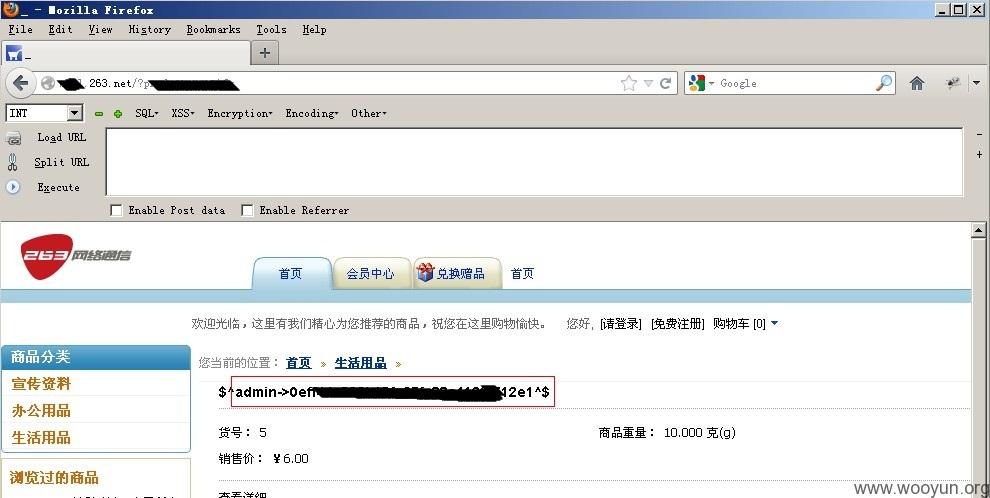 _ - Mozilla Firefox
File Edit View History Bookmarks Tools Help
_
.263.net/?p
Google
INT SQL XSS Encryption Encoding Other
Load URL
Split URL
Execute
Enable Post data Enable Referrer
263网络通信
首页 会员中心 兑换赠品 首页
欢迎光临，这里有我们精心为您推荐的商品，祝您在这里购物愉快。 您好, [请登录] [免费注册] 购物车 [0]
商品分类
您当前的位置： 首页 » 生活用品 »
宣传资料
$^admin->0eff 12e1^$
办公用品
生活用品
货号： 5 商品重量： 10.000 克(g)
销售价： ￥6.00
浏览过的商品
查看详细
www.wooyun.org